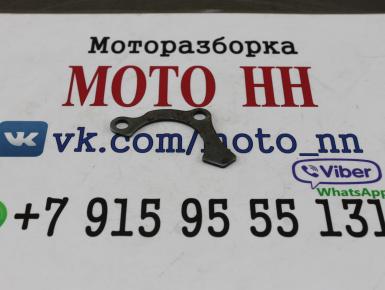 Моторазборка
МОТО НН
vk.com/moto_nn
Viber
WhatsApp
+7 915 95 55 131